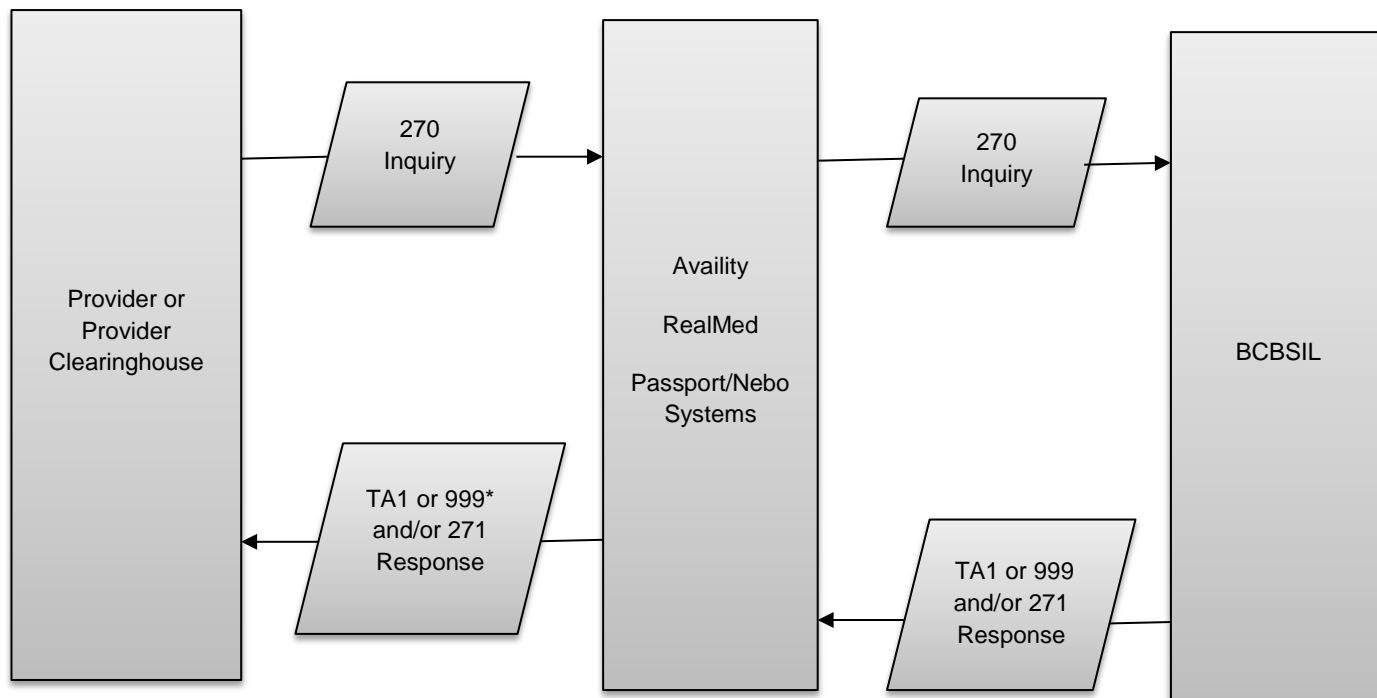 270
Inquiry
270
Inquiry
Provider or
Provider
Clearinghouse
Availity
RealMed
Passport/Nebo
Systems
BCBSIL
TA1 or 999*
and/or 271
Response
TA1 or 999
and/or 271
Response